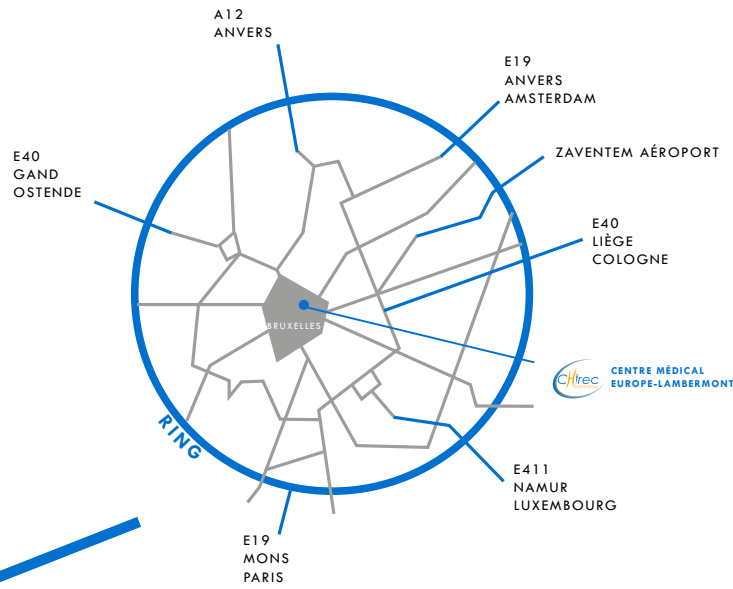 A12
ANVERS
E19
ANVERS
AMSTERDAM
ZAVENTEM AÉROPORT
E40
GAND
OSTENDE
E40
LIÈGE
COLOGNE
BRUXELLES
CHirec
CENTRE MÉDICAL
EUROPE-LAMBERMONT
RING
E411
NAMUR
LUXEMBOURG
E19
MONS
PARIS